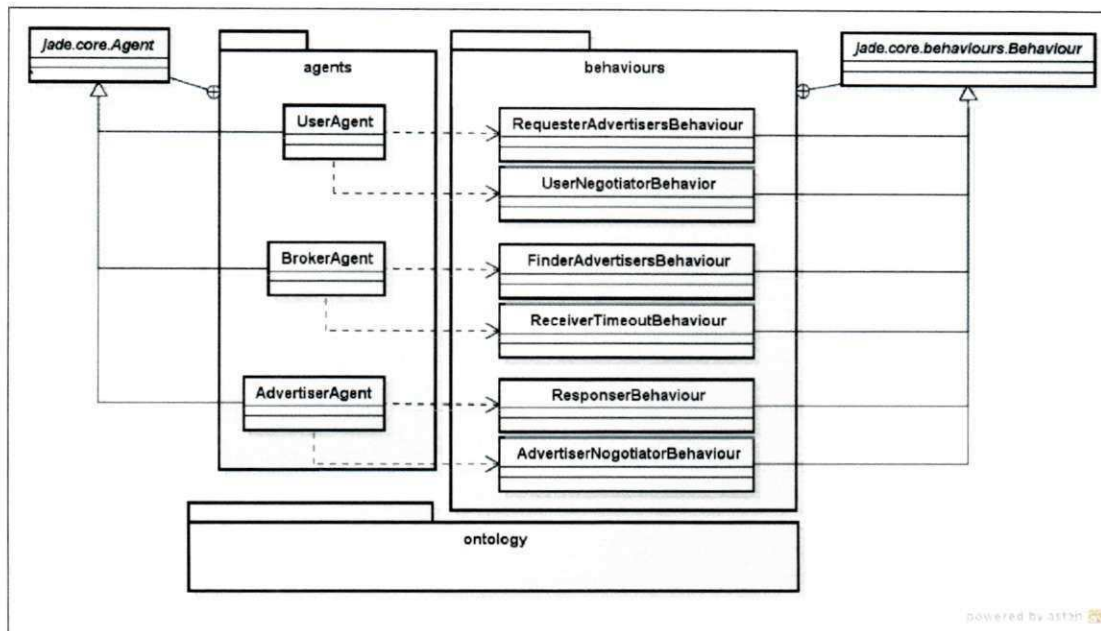 jade.core.Agent
agents
behaviours
jade.core.behaviours.Behaviour
UserAgent
RequesterAdvertisersBehaviour
UserNegotiatorBehavior
BrokerAgent
FinderAdvertisersBehaviour
ReceiverTimeoutBehaviour
AdvertiserAgent
ResponserBehaviour
AdvertiserNogotiatorBehaviour
ontology
powered by astah